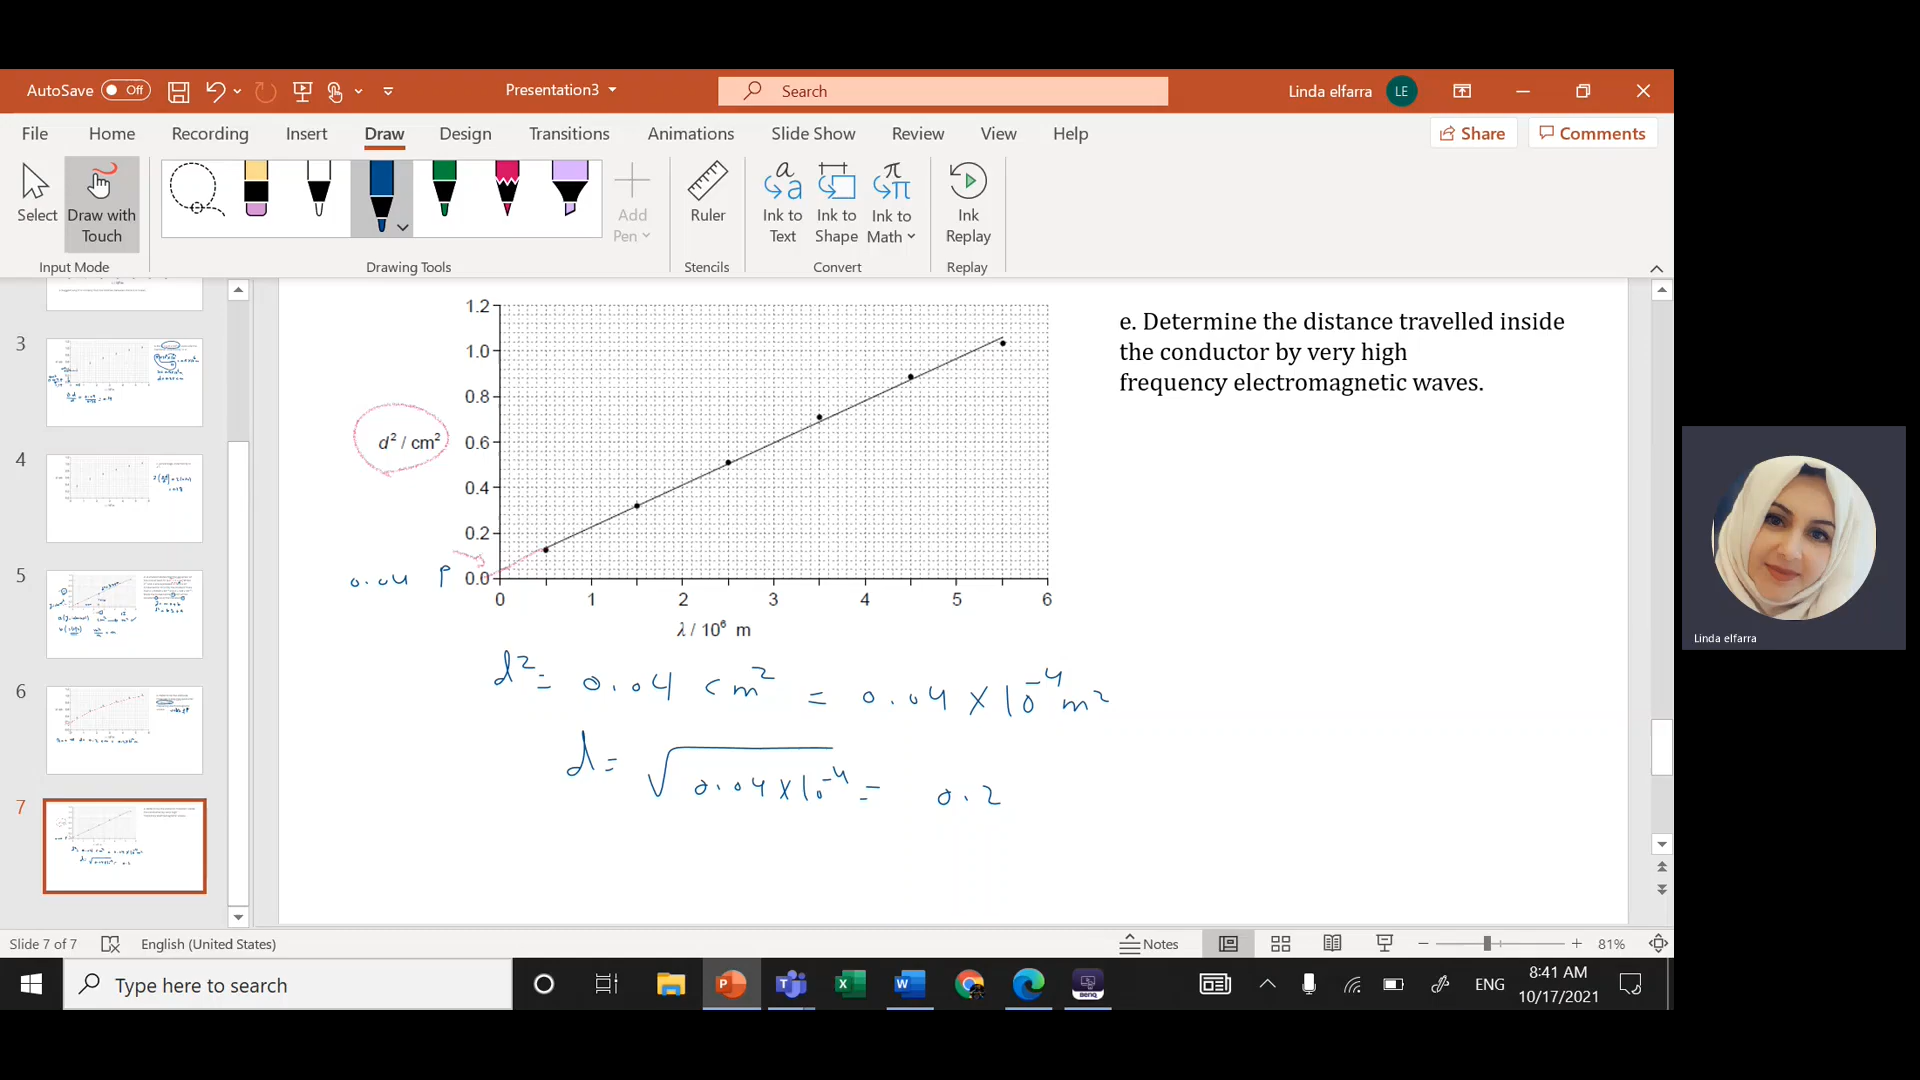 AutoSave Off
Presentation3
Search
Linda elfarra LE
File Home Recording Insert Draw Design Transitions Animations Slide Show Review View Help
Share Comments
Select
Draw with
Touch
Add
Pen
Ruler
Ink to
Text
Ink to
Shape
Ink to
Math
Ink
Replay
Input Mode Drawing Tools Stencils Convert Replay
3
4
5
6
7
1.2
1.0
0.8
d² / cm² 0.6
0.4
0.2
0.04 0.0
0 1 2 3 4 5 6
λ / 10⁶ m
e. Determine the distance travelled inside
the conductor by very high
frequency electromagnetic waves.
d² = 0.04 cm² = 0.04 x 10⁻⁴ m²
d = √0.04 x 10⁻⁴ = 0.2
Linda elfarra
Slide 7 of 7 English (United States) Notes 81%
Type here to search
BENQ
ENG
8:41 AM
10/17/2021